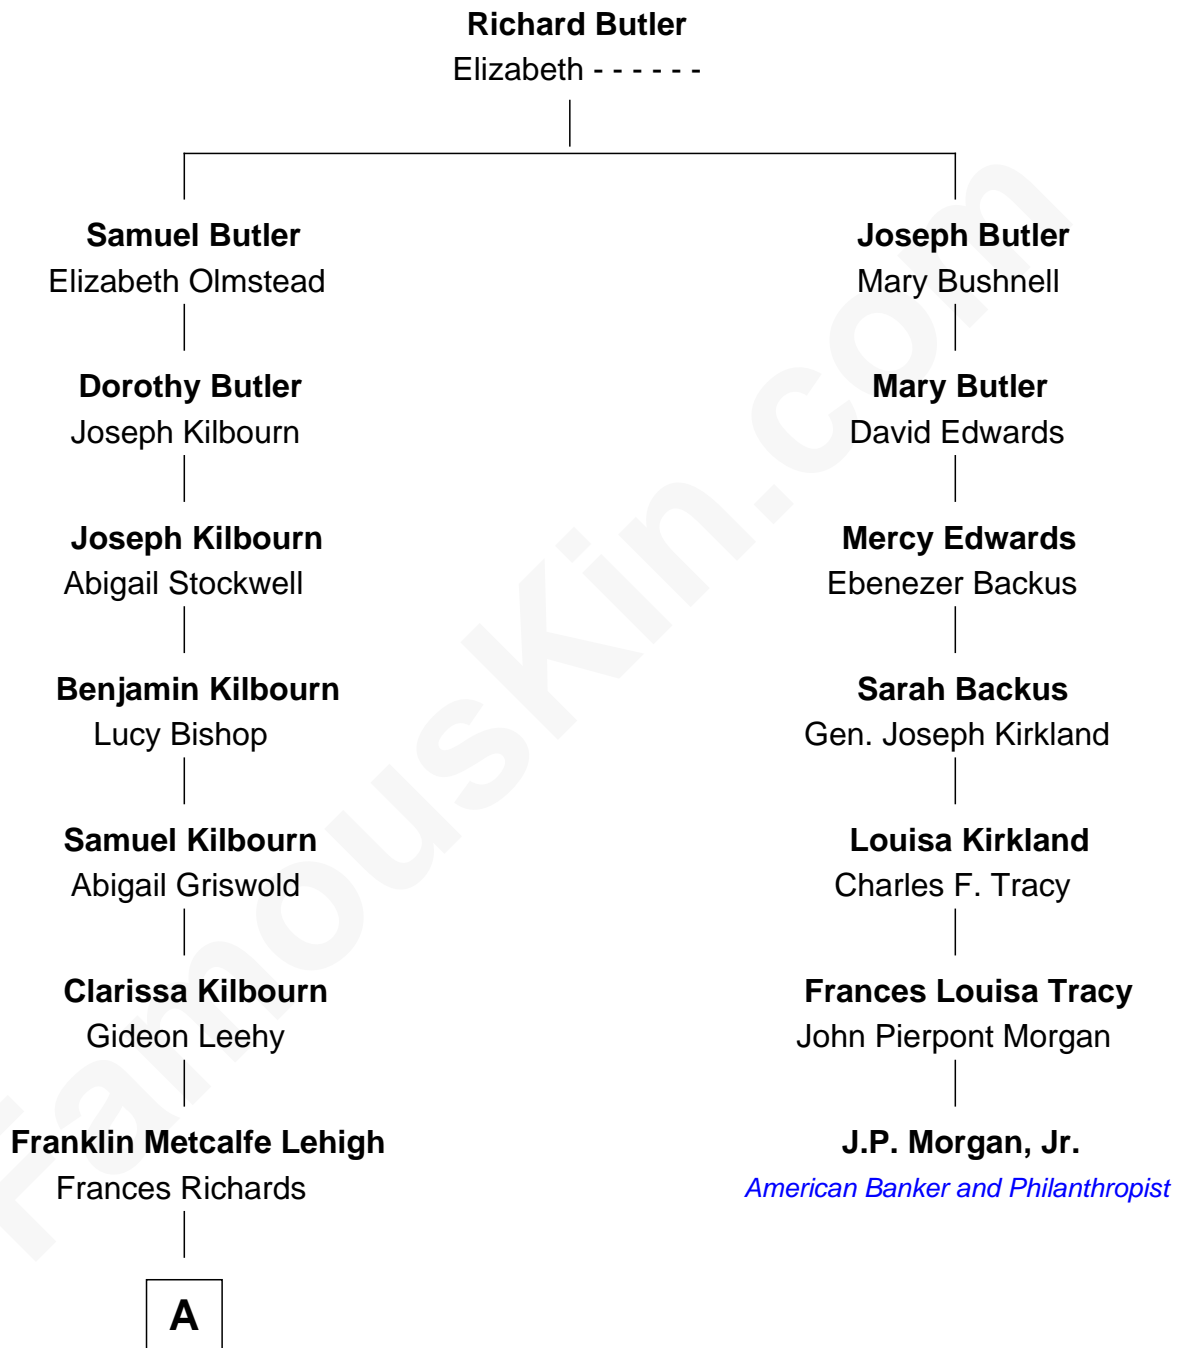 Richard Butler
Elizabeth - - - - - -
Samuel Butler
Elizabeth Olmstead
Dorothy Butler
Joseph Kilbourn
Joseph Kilbourn
Abigail Stockwell
Benjamin Kilbourn
Lucy Bishop
Samuel Kilbourn
Abigail Griswold
Clarissa Kilbourn
Gideon Leehy
Franklin Metcalfe Lehigh
Frances Richards
A
Joseph Butler
Mary Bushnell
Mary Butler
David Edwards
Mercy Edwards
Ebenezer Backus
Sarah Backus
Gen. Joseph Kirkland
Louisa Kirkland
Charles F. Tracy
Frances Louisa Tracy
John Pierpont Morgan
J.P. Morgan, Jr.
American Banker and Philanthropist
FamousKin.com